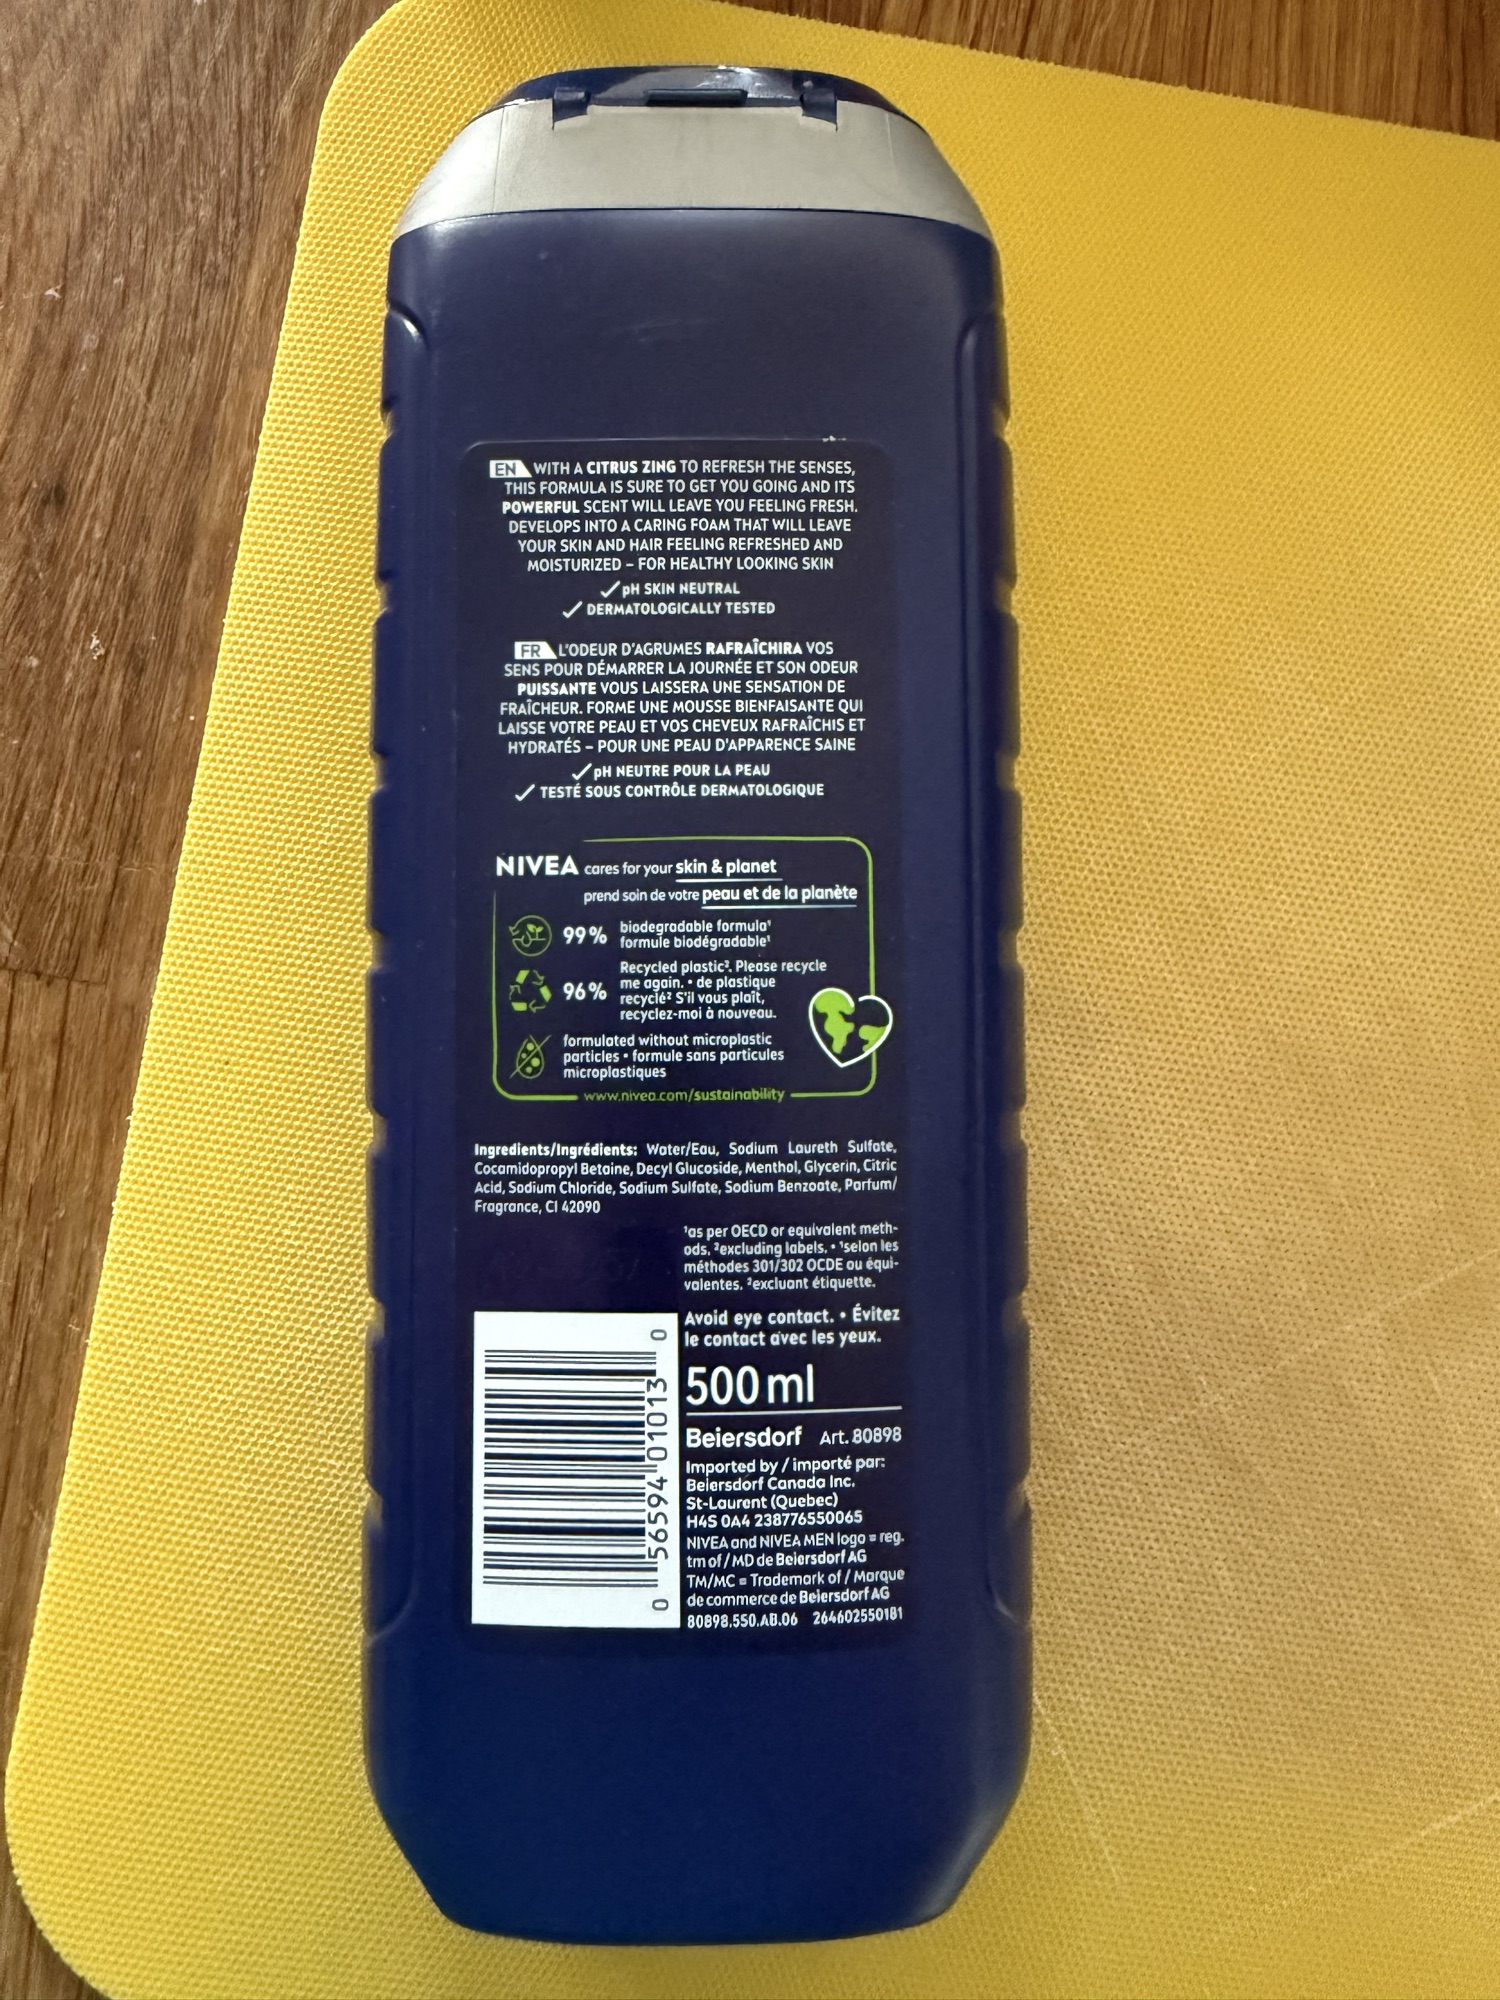 EN WITH A CITRUS ZING TO REFRESH THE SENSES,
THIS FORMULA IS SURE TO GET YOU GOING AND ITS
POWERFUL SCENT WILL LEAVE YOU FEELING FRESH.
DEVELOPS INTO A CARING FOAM THAT WILL LEAVE
YOUR SKIN AND HAIR FEELING REFRESHED AND
MOISTURIZED – FOR HEALTHY LOOKING SKIN
✓ pH SKIN NEUTRAL
✓ DERMATOLOGICALLY TESTED
FR L'ODEUR D'AGRUMES RAFRAÎCHIRA VOS
SENS POUR DÉMARRER LA JOURNÉE ET SON ODEUR
PUISSANTE VOUS LAISSERA UNE SENSATION DE
FRAÎCHEUR. FORME UNE MOUSSE BIENFAISANTE QUI
LAISSE VOTRE PEAU ET VOS CHEVEUX RAFRAÎCHIS ET
HYDRATÉS – POUR UNE PEAU D'APPARENCE SAINE
✓ pH NEUTRE POUR LA PEAU
✓ TESTÉ SOUS CONTRÔLE DERMATOLOGIQUE
NIVEA cares for your skin & planet
prend soin de votre peau et de la planète
99% biodegradable formula¹
formule biodégradable¹
96% Recycled plastic². Please recycle
me again. • de plastique
recyclé² S'il vous plaît,
recyclez-moi à nouveau.
formulated without microplastic
particles • formule sans particules
microplastiques
www.nivea.com/sustainability
Ingredients/Ingrédients: Water/Eau, Sodium Laureth Sulfate,
Cocamidopropyl Betaine, Decyl Glucoside, Menthol, Glycerin, Citric
Acid, Sodium Chloride, Sodium Sulfate, Sodium Benzoate, Parfum/
Fragrance, CI 42090
¹as per OECD or equivalent meth-
ods. ²excluding labels. • ¹selon les
méthodes 301/302 OCDE ou équi-
valentes. ²excluant étiquette.
Avoid eye contact. • Évitez
le contact avec les yeux.
500 ml
Beiersdorf Art. 80898
Imported by / importé par:
Beiersdorf Canada Inc.
St-Laurent (Quebec)
H4S 0A4 238776550065
NIVEA and NIVEA MEN logo = reg.
tm of / MD de Beiersdorf AG
TM/MC = Trademark of / Marque
de commerce de Beiersdorf AG
80898.550.AB.06 264602550181
0 56594 01013 0